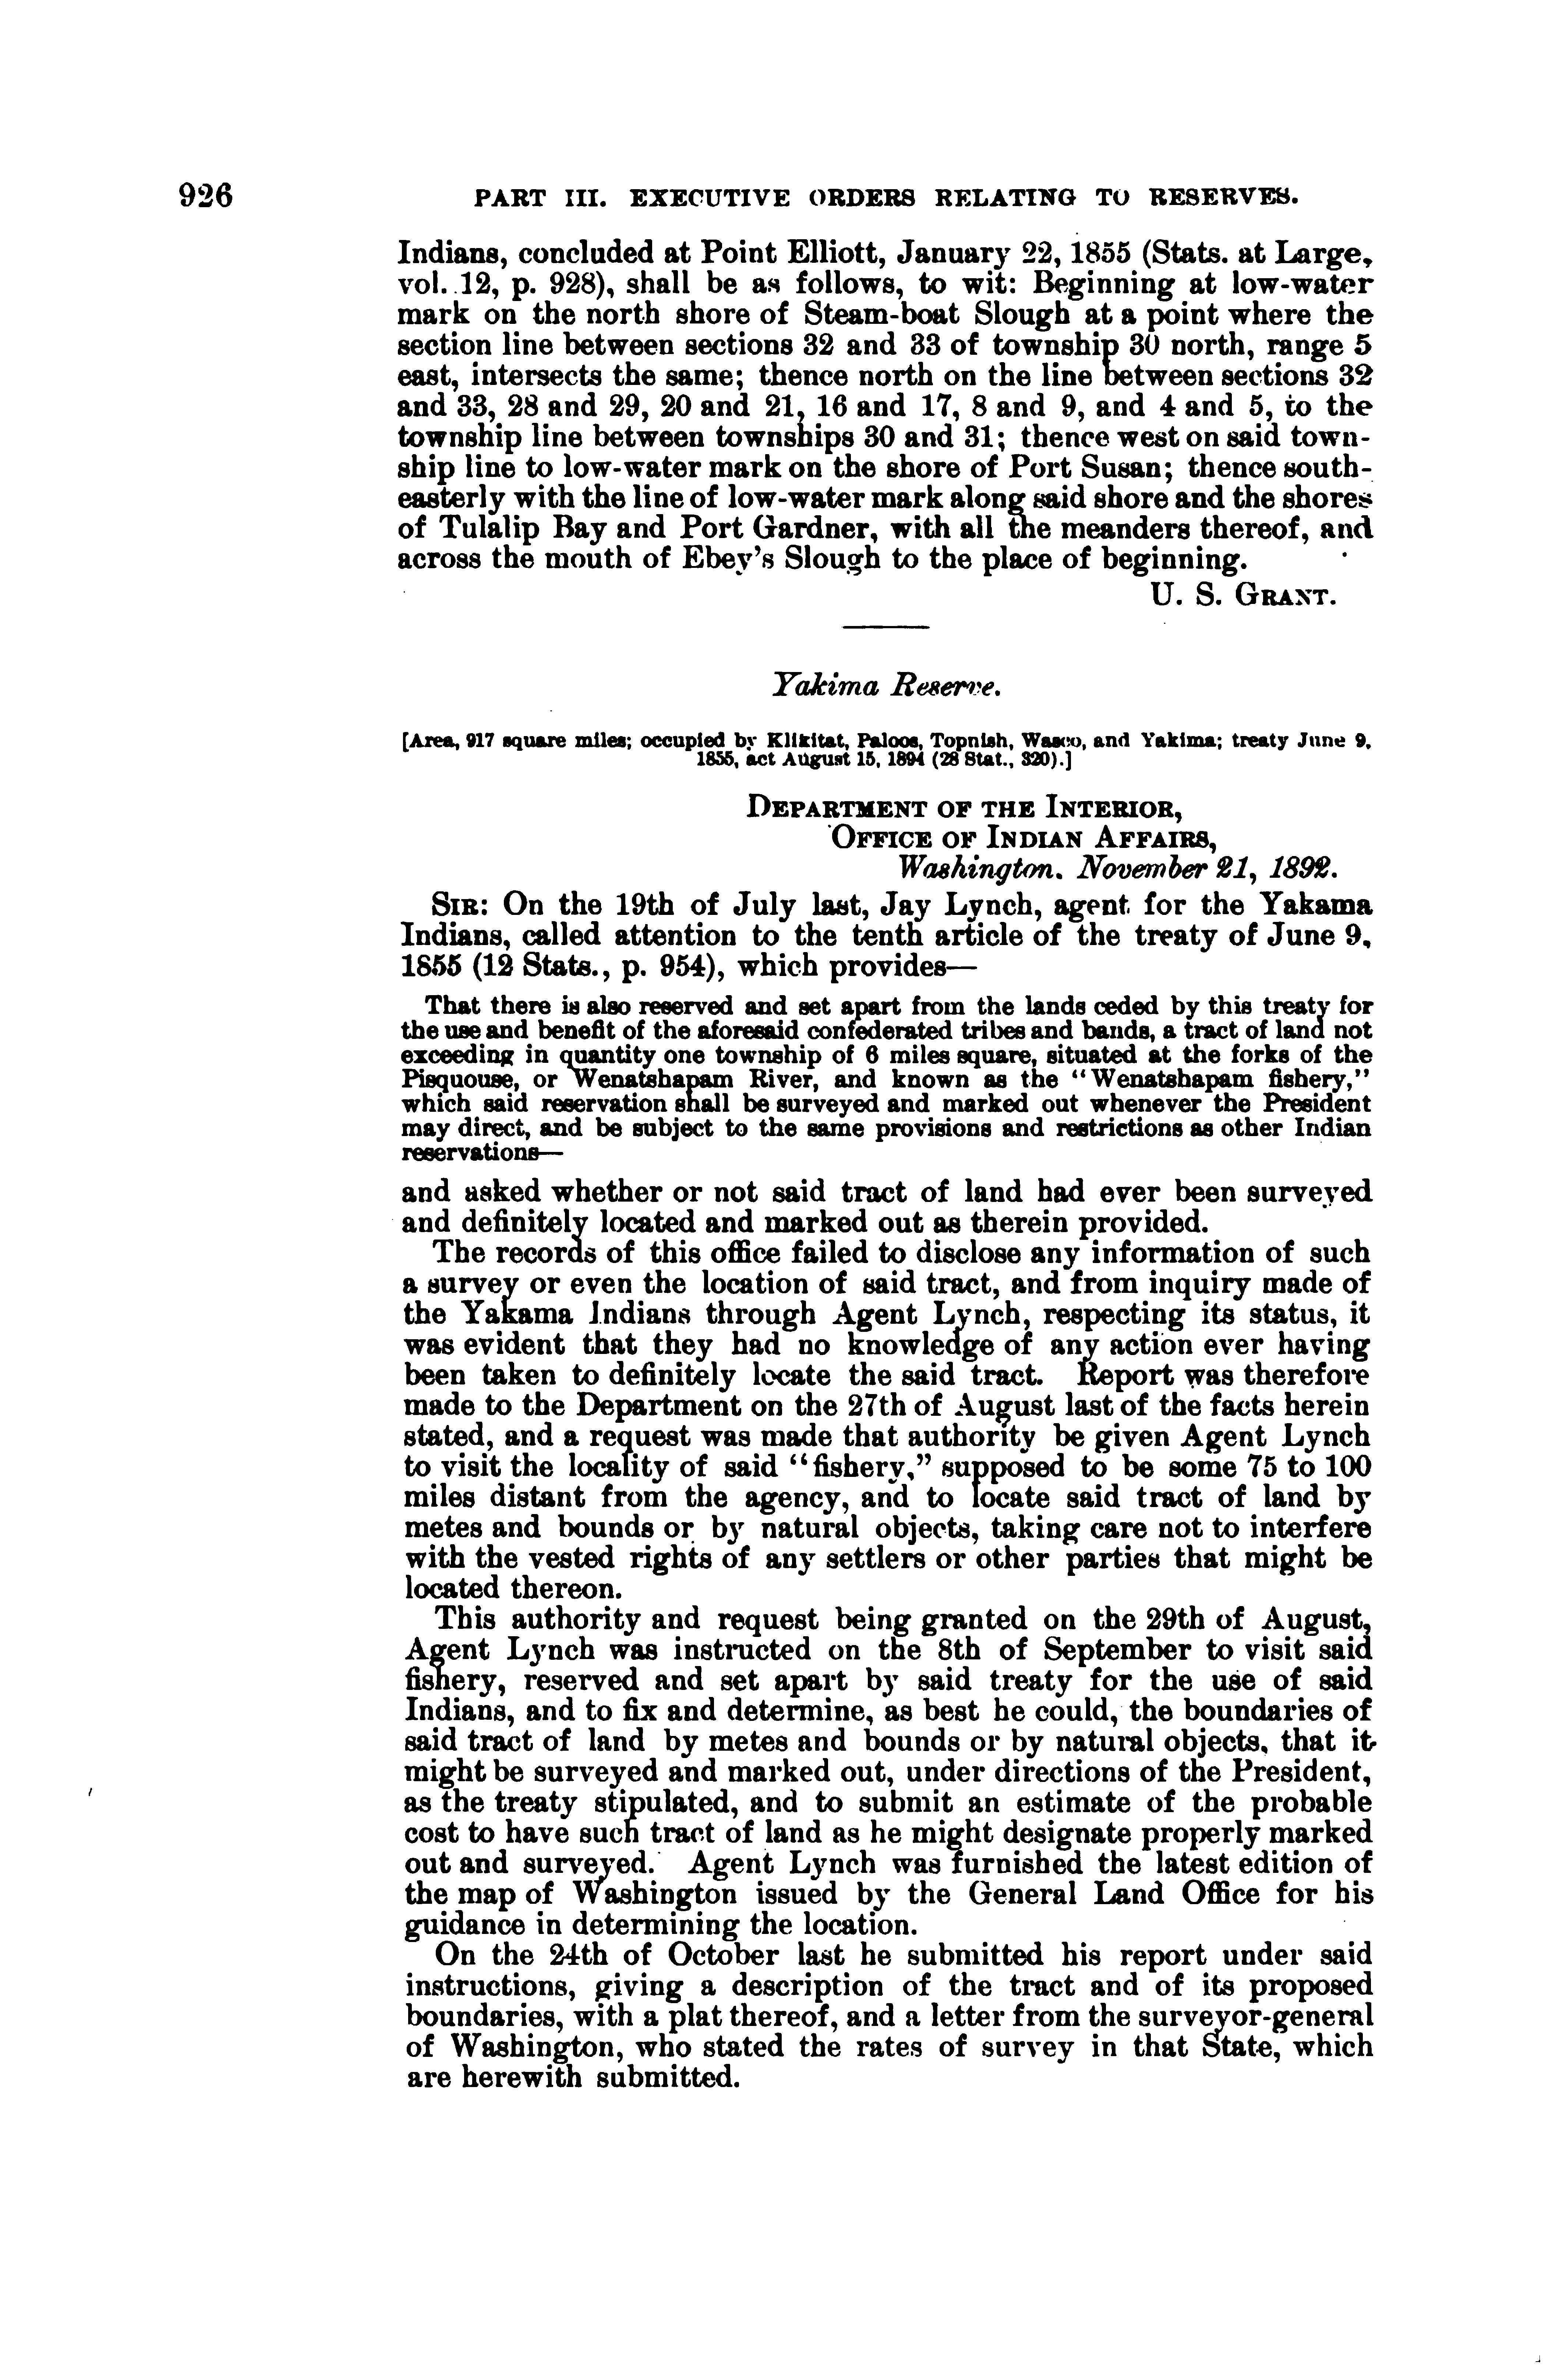 926
PART III. EXECUTIVE ORDERS RELATING TO RESERVES.
Indians, concluded at Point Elliott, January 22, 1855 (Stats. at Large,
vol. 12, p. 928), shall be as follows, to wit: Beginning at low-water
mark on the north shore of Steam-boat Slough at a point where the
section line between sections 32 and 33 of township 30 north, range 5
east, intersects the same; thence north on the line between sections 32
and 33, 28 and 29, 20 and 21, 16 and 17, 8 and 9, and 4 and 5, to the
township line between townships 30 and 31; thence west on said town-
ship line to low-water mark on the shore of Port Susan; thence south-
easterly with the line of low-water mark along said shore and the shores
of Tulalip Bay and Port Gardner, with all the meanders thereof, and
across the mouth of Ebey's Slough to the place of beginning.
U. S. GRANT.
Yakima Reserve.
[Area, 917 square miles; occupied by Klikitat, Paloos, Topnish, Wasco, and Yakima; treaty June 9,
1855, act August 15, 1894 (28 Stat., 320).]
DEPARTMENT OF THE INTERIOR,
OFFICE OF INDIAN AFFAIRS,
Washington. November 21, 1892.
SIR: On the 19th of July last, Jay Lynch, agent for the Yakama
Indians, called attention to the tenth article of the treaty of June 9,
1855 (12 Stats., p. 954), which provides—
That there is also reserved and set apart from the lands ceded by this treaty for
the use and benefit of the aforesaid confederated tribes and bands, a tract of land not
exceeding in quantity one township of 6 miles square, situated at the forks of the
Pisquouse, or Wenatshapam River, and known as the "Wenatshapam fishery,"
which said reservation shall be surveyed and marked out whenever the President
may direct, and be subject to the same provisions and restrictions as other Indian
reservations—
and asked whether or not said tract of land had ever been surveyed
and definitely located and marked out as therein provided.
The records of this office failed to disclose any information of such
a survey or even the location of said tract, and from inquiry made of
the Yakama Indians through Agent Lynch, respecting its status, it
was evident that they had no knowledge of any action ever having
been taken to definitely locate the said tract. Report was therefore
made to the Department on the 27th of August last of the facts herein
stated, and a request was made that authority be given Agent Lynch
to visit the locality of said "fishery," supposed to be some 75 to 100
miles distant from the agency, and to locate said tract of land by
metes and bounds or by natural objects, taking care not to interfere
with the vested rights of any settlers or other parties that might be
located thereon.
This authority and request being granted on the 29th of August,
Agent Lynch was instructed on the 8th of September to visit said
fishery, reserved and set apart by said treaty for the use of said
Indians, and to fix and determine, as best he could, the boundaries of
said tract of land by metes and bounds or by natural objects, that it
might be surveyed and marked out, under directions of the President,
as the treaty stipulated, and to submit an estimate of the probable
cost to have such tract of land as he might designate properly marked
out and surveyed. Agent Lynch was furnished the latest edition of
the map of Washington issued by the General Land Office for his
guidance in determining the location.
On the 24th of October last he submitted his report under said
instructions, giving a description of the tract and of its proposed
boundaries, with a plat thereof, and a letter from the surveyor-general
of Washington, who stated the rates of survey in that State, which
are herewith submitted.